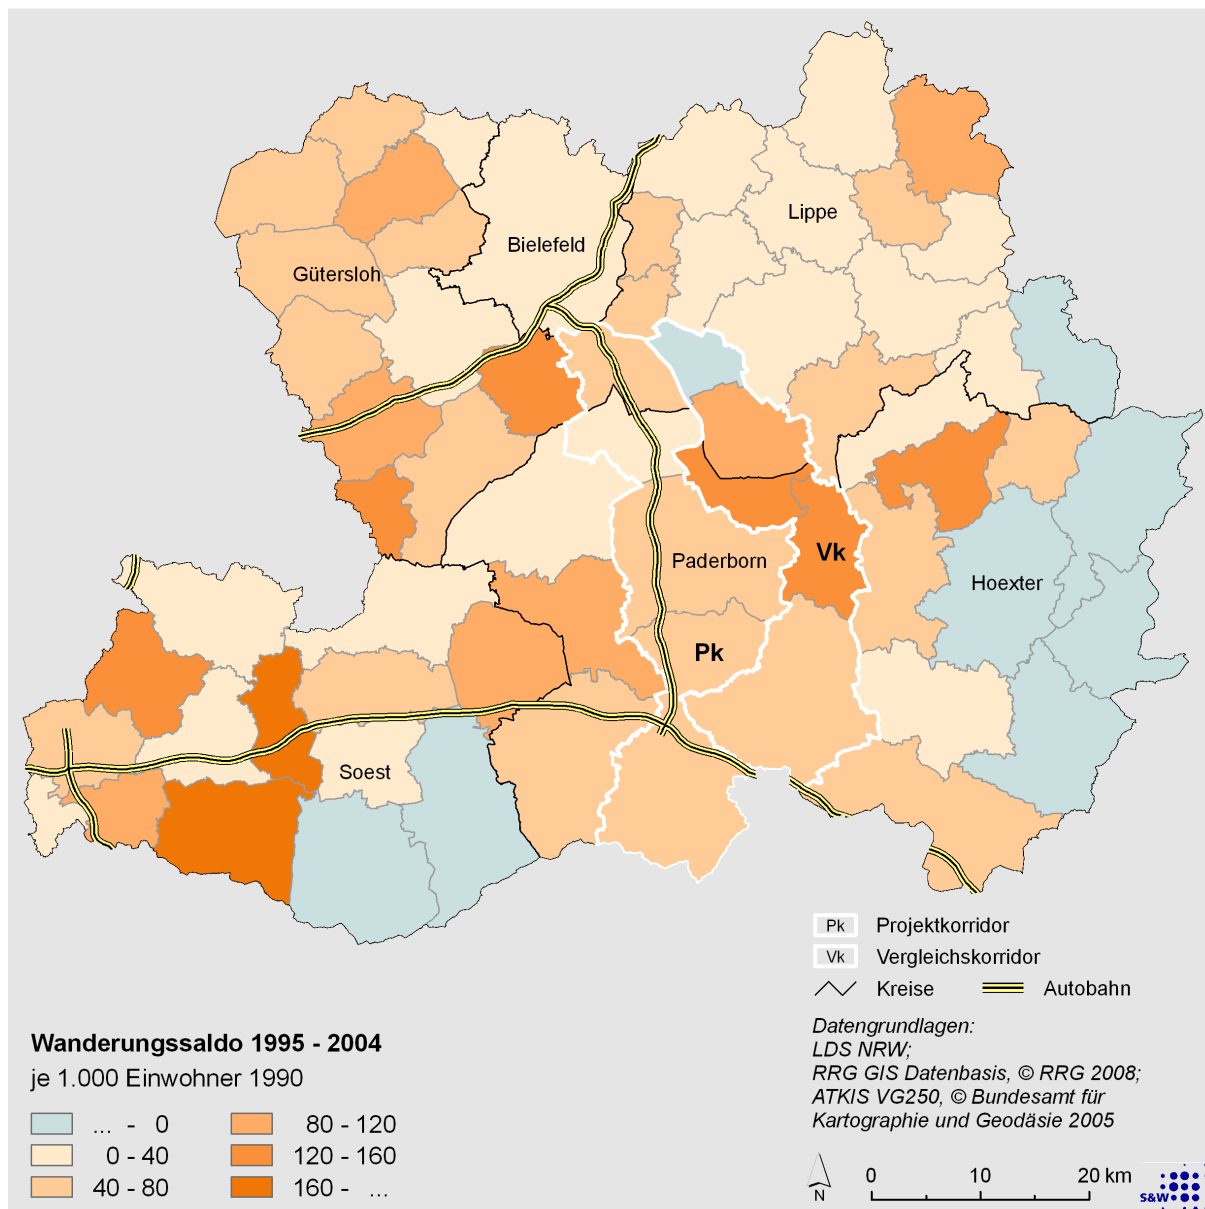 Lippe
Bielefeld
Gütersloh
Vk
Paderborn
Hoexter
Pk
Soest
Pk Projektkorridor
Vk Vergleichskorridor
Kreise Autobahn
Datengrundlagen:
LDS NRW;
RRG GIS Datenbasis, © RRG 2008;
ATKIS VG250, © Bundesamt für
Kartographie und Geodäsie 2005
Wanderungssaldo 1995 - 2004
je 1.000 Einwohner 1990
... - 0 80 - 120
0 - 40 120 - 160
40 - 80 160 - ...
N
0 10 20 km
S&W